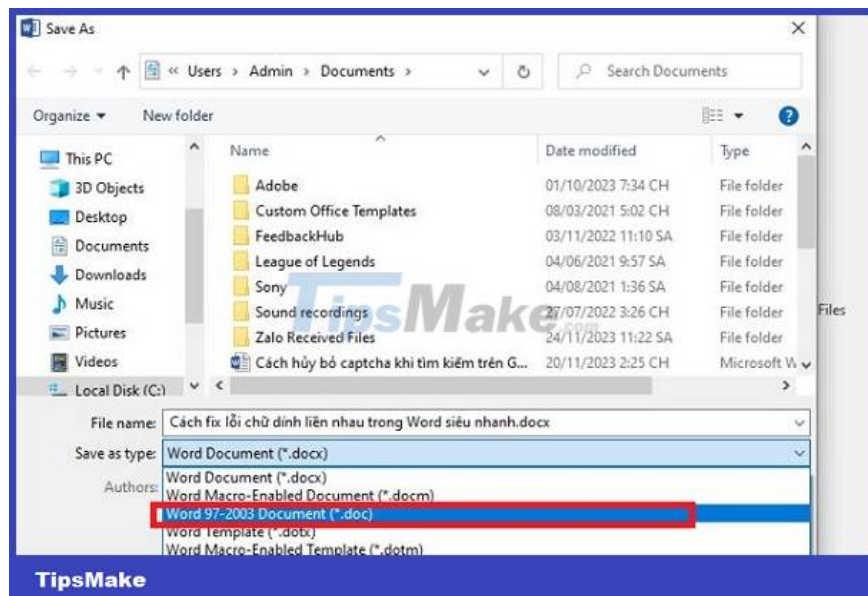 Save As
« Users > Admin > Documents >
Search Documents
Organize
New folder
This PC
3D Objects
Desktop
Documents
Downloads
Music
Pictures
Videos
Local Disk (C:)
Name Date modified Type
Adobe 01/10/2023 7:34 CH File folder
Custom Office Templates 08/03/2021 5:02 CH File folder
FeedbackHub 03/11/2022 11:10 SA File folder
League of Legends 04/06/2021 9:57 SA File folder
Sony 04/08/2021 1:36 SA File folder
Sound recordings 27/07/2022 3:26 CH File folder
Zalo Received Files 24/11/2023 11:22 SA File folder
Cách hủy bỏ captcha khi tìm kiếm trên G... 20/11/2023 2:25 CH Microsoft W
TipsMake.com
Files
File name: Cách fix lỗi chữ dính liền nhau trong Word siêu nhanh.docx
Save as type: Word Document (*.docx)
Authors:
Word Document (*.docx)
Word Macro-Enabled Document (*.docm)
Word 97-2003 Document (*.doc)
Word Template (*.dotx)
Word Macro-Enabled Template (*.dotm)
TipsMake